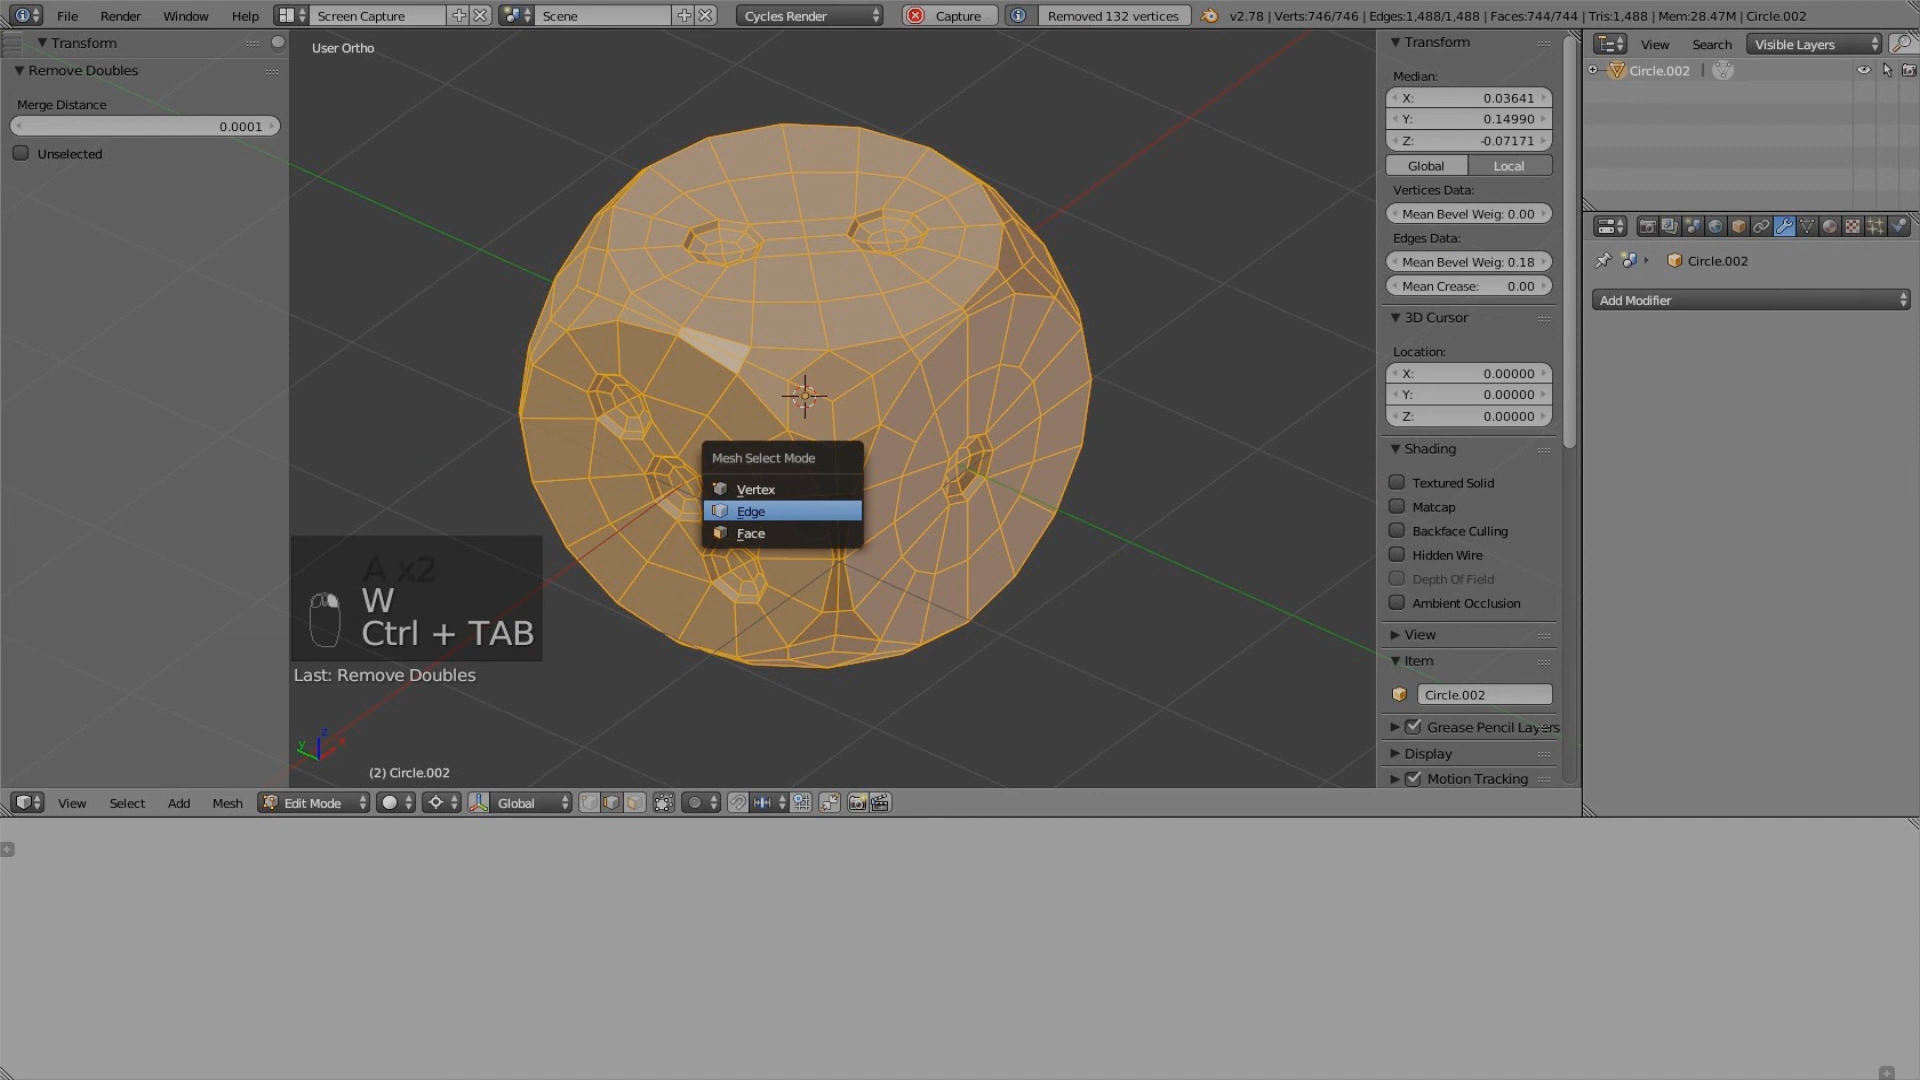 File Render Window Help Screen Capture Scene Cycles Render Capture Removed 132 vertices v2.78 | Verts:746/746 | Edges:1,488/1,488 | Faces:744/744 | Tris:1,488 | Mem:28.47M | Circle.002
Transform
Remove Doubles
Merge Distance
0.0001
Unselected
User Ortho
Mesh Select Mode
Vertex
Edge
Face
A x2
W
Ctrl + TAB
Last: Remove Doubles
y
z
(2) Circle.002
View Select Add Mesh Edit Mode Global
Transform
Median:
X: 0.03641
Y: 0.14990
Z: -0.07171
Global Local
Vertices Data:
Mean Bevel Weig: 0.00
Edges Data:
Mean Bevel Weig: 0.18
Mean Crease: 0.00
3D Cursor
Location:
X: 0.00000
Y: 0.00000
Z: 0.00000
Shading
Textured Solid
Matcap
Backface Culling
Hidden Wire
Depth Of Field
Ambient Occlusion
View
Item
Circle.002
Grease Pencil Layers
Display
Motion Tracking
View Search Visible Layers
Circle.002
Circle.002
Add Modifier